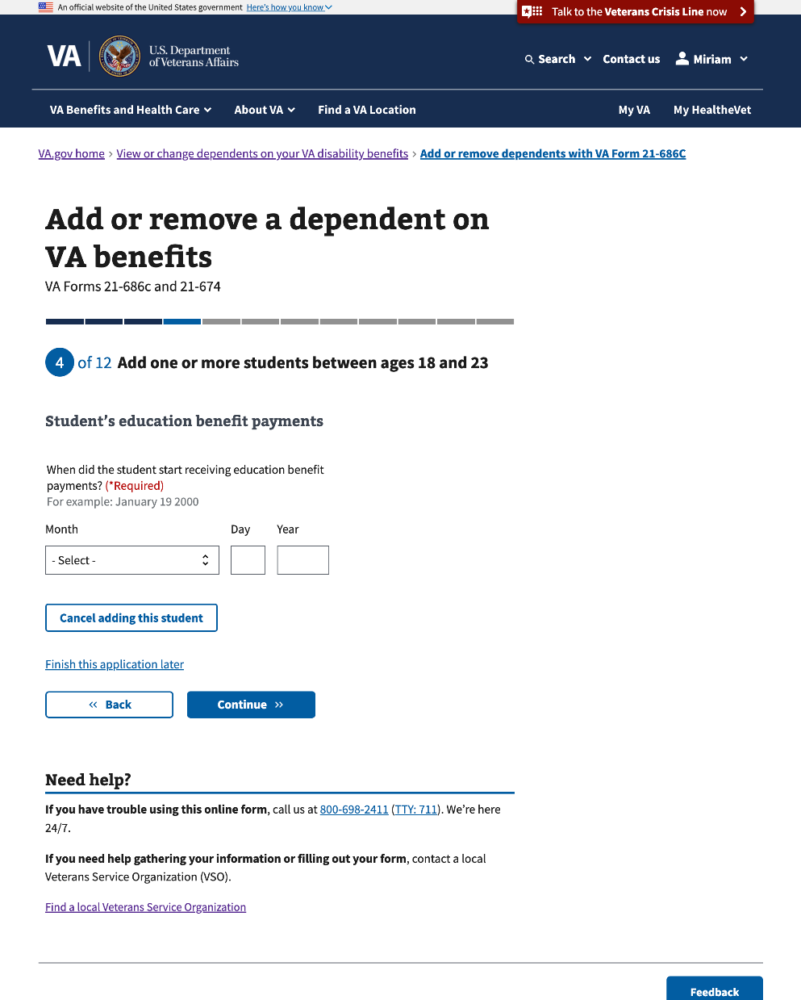 An official website of the United States government Here's how you know
Talk to the Veterans Crisis Line now
VA
U.S. Department
of Veterans Affairs
Search
Contact us
Miriam
VA Benefits and Health Care
About VA
Find a VA Location
My VA
My HealtheVet
VA.gov home › View or change dependents on your VA disability benefits › Add or remove dependents with VA Form 21-686C
Add or remove a dependent on
VA benefits
VA Forms 21-686c and 21-674
4 of 12 Add one or more students between ages 18 and 23
Student’s education benefit payments
When did the student start receiving education benefit
payments? (*Required)
For example: January 19 2000
Month
Day
Year
- Select -
Cancel adding this student
Finish this application later
« Back
Continue »
Need help?
If you have trouble using this online form, call us at 800-698-2411 (TTY: 711). We’re here
24/7.
If you need help gathering your information or filling out your form, contact a local
Veterans Service Organization (VSO).
Find a local Veterans Service Organization
Feedback